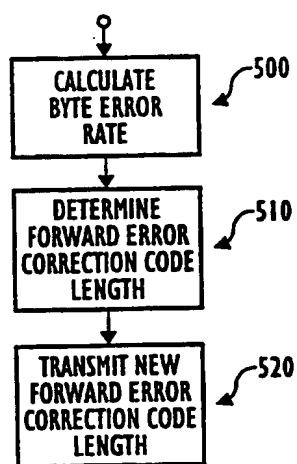 CALCULATE
BYTE ERROR
RATE
500
DETERMINE
FORWARD ERROR
CORRECTION CODE
LENGTH
510
TRANSMIT NEW
FORWARD ERROR
CORRECTION CODE
LENGTH
520